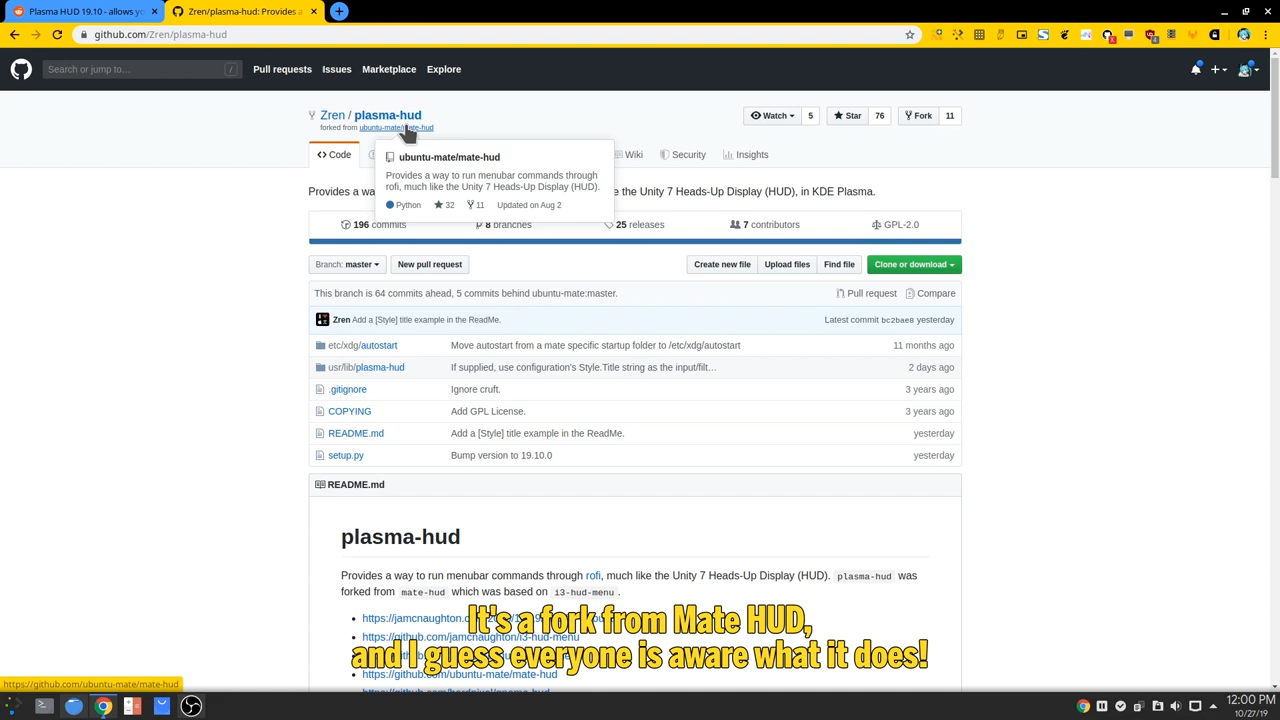 Plasma HUD 19.10 - allows yo
Zren/plasma-hud: Provides a
github.com/Zren/plasma-hud
Search or jump to…
/
Pull requests
Issues
Marketplace
Explore
Zren / plasma-hud
forked from ubuntu-mate/mate-hud
Watch
5
Star
76
Fork
11
Code
Wiki
Security
Insights
ubuntu-mate/mate-hud
Provides a way to run menubar commands through
rofi, much like the Unity 7 Heads-Up Display (HUD).
Python
32
11
Updated on Aug 2
Provides a wa
e the Unity 7 Heads-Up Display (HUD), in KDE Plasma.
196 commits
8 branches
25 releases
7 contributors
GPL-2.0
Branch: master
New pull request
Create new file
Upload files
Find file
Clone or download
This branch is 64 commits ahead, 5 commits behind ubuntu-mate:master.
Pull request
Compare
Zren Add a [Style] title example in the ReadMe.
Latest commit bc2bae8 yesterday
etc/xdg/autostart
Move autostart from a mate specific startup folder to /etc/xdg/autostart
11 months ago
usr/lib/plasma-hud
If supplied, use configuration's Style.Title string as the input/filt…
2 days ago
.gitignore
Ignore cruft.
3 years ago
COPYING
Add GPL License.
3 years ago
README.md
Add a [Style] title example in the ReadMe.
yesterday
setup.py
Bump version to 19.10.0
yesterday
README.md
plasma-hud
Provides a way to run menubar commands through rofi, much like the Unity 7 Heads-Up Display (HUD). plasma-hud was
forked from mate-hud which was based on i3-hud-menu.
https://jamcnaughton.com/
https://github.com/jamcnaughton/i3-hud-menu
https://github.com/ubuntu-mate/mate-hud
It's a fork from Mate HUD,
and I guess everyone is aware what it does!
https://github.com/ubuntu-mate/mate-hud
12:00 PM
10/27/19